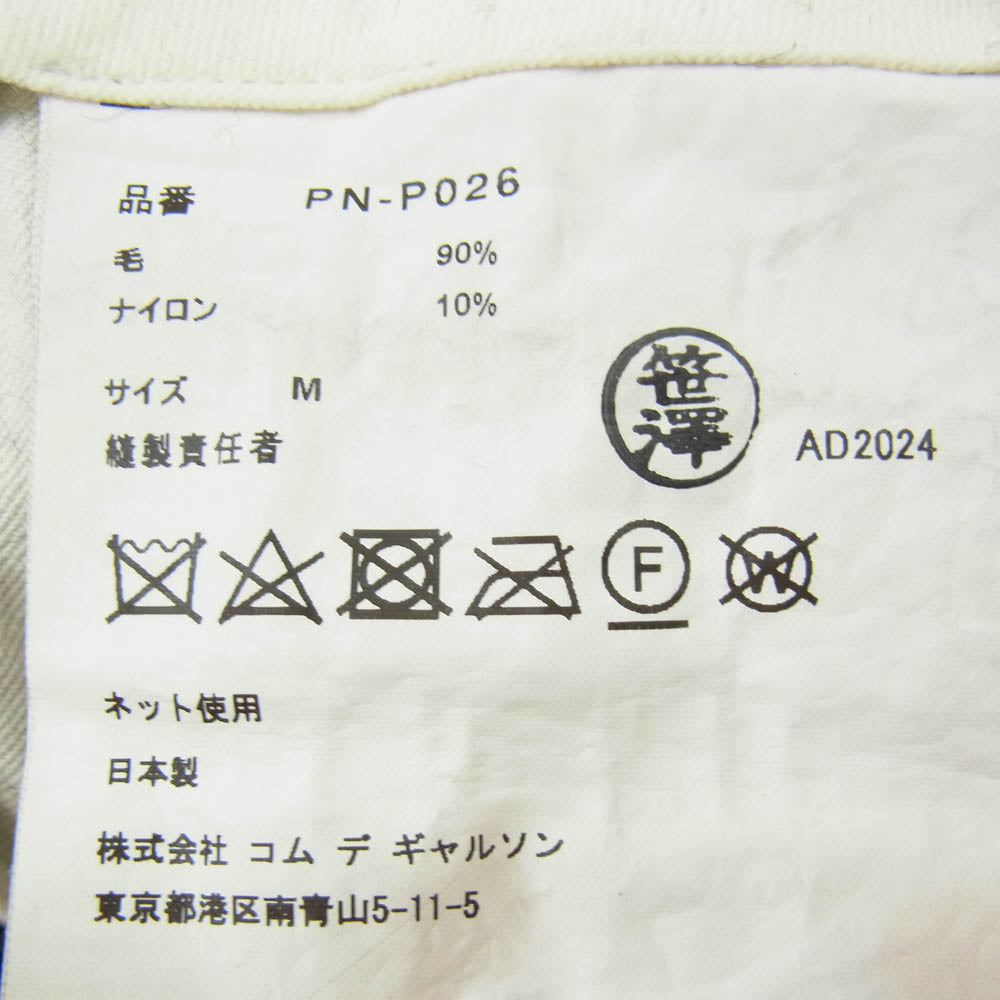 品番 PN-P026
毛 90%
ナイロン 10%
サイズ M
縫製責任者 笹澤 AD2024
F W
ネット使用
日本製
株式会社 コム デ ギャルソン
東京都港区南青山5-11-5